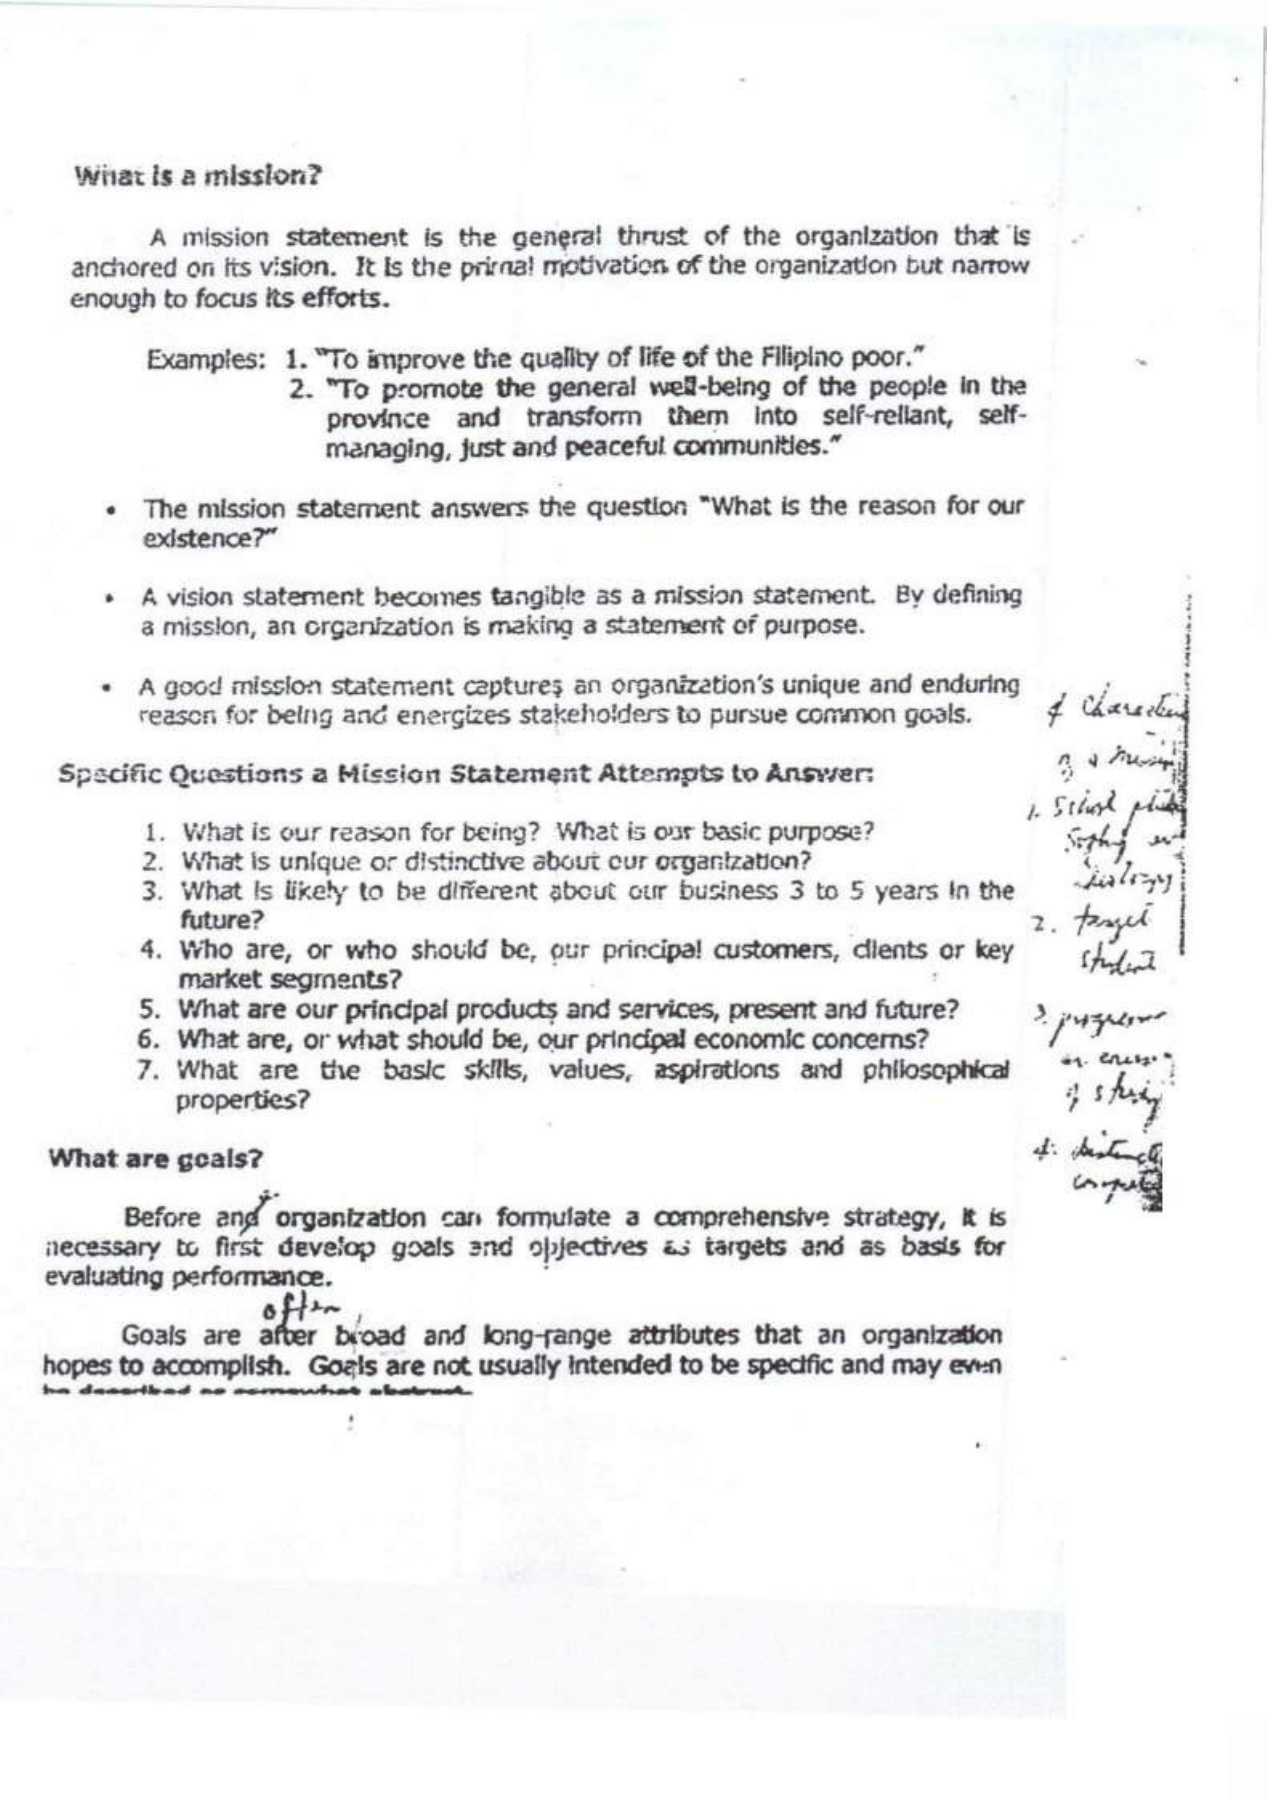 What is a mission?
A mission statement is the general thrust of the organization that is
anchored on its vision. It is the primal motivation of the organization but narrow
enough to focus its efforts.
Examples: 1. "To improve the quality of life of the Filipino poor."
2. "To promote the general well-being of the people in the
province and transform them into self-reliant, self-
managing, just and peaceful communities."
• The mission statement answers the question "What is the reason for our
existence?"
• A vision statement becomes tangible as a mission statement. By defining
a mission, an organization is making a statement of purpose.
• A good mission statement captures an organization's unique and enduring
reason for being and energizes stakeholders to pursue common goals.
Specific Questions a Mission Statement Attempts to Answer:
1. What is our reason for being? What is our basic purpose?
2. What is unique or distinctive about our organization?
3. What is likely to be different about our business 3 to 5 years in the
future?
4. Who are, or who should be, our principal customers, clients or key
market segments?
5. What are our principal products and services, present and future?
6. What are, or what should be, our principal economic concerns?
7. What are the basic skills, values, aspirations and philosophical
properties?
4
of a
1. School
2. target
student
3.
of study
4.
What are goals?
Before and organization can formulate a comprehensive strategy, it is
necessary to first develop goals and objectives as targets and as basis for
evaluating performance.
often
Goals are after broad and long-range attributes that an organization
hopes to accomplish. Goals are not usually intended to be specific and may even
be described as somewhat abstract.